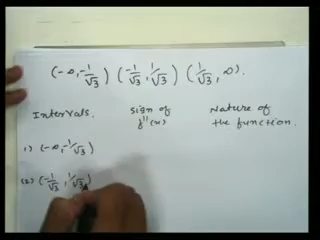 (-∞, -1/√3) (-1/√3, 1/√3) (1/√3, ∞).
Intervals. Sign of f''(x) Nature of the function.
1) (-∞, -1/√3)
(2) (-1/√3, 1/√3)